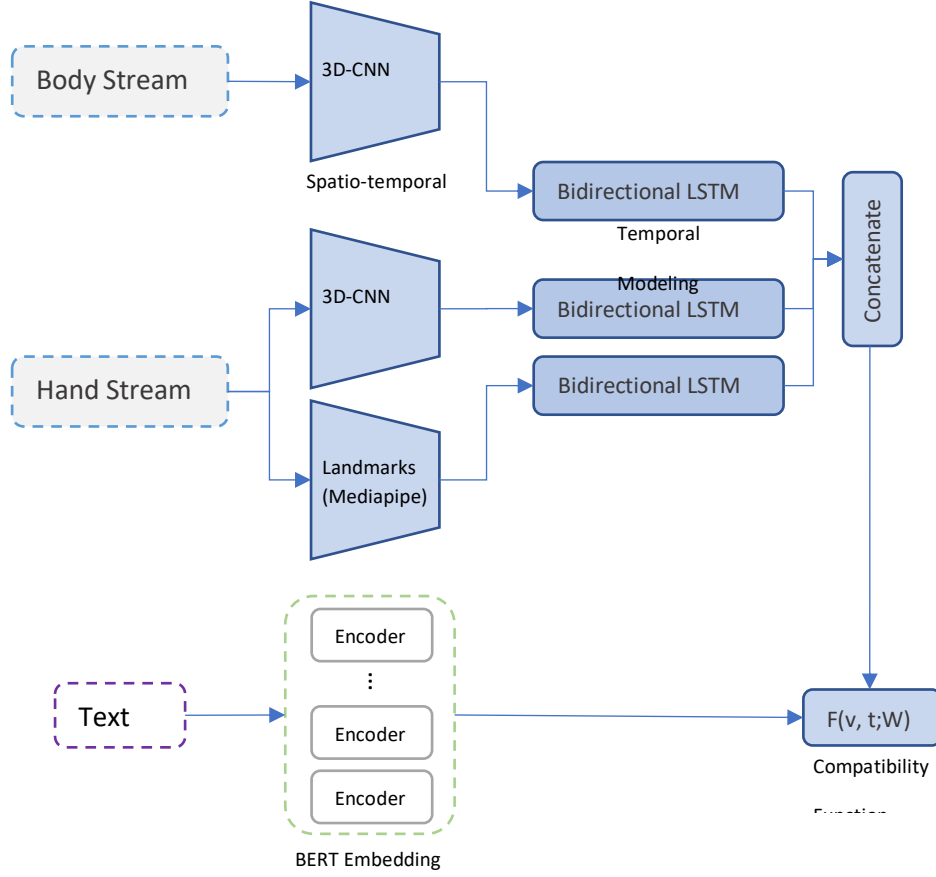 Body Stream
3D-CNN
Spatio-temporal
Bidirectional LSTM
Temporal
Modeling
3D-CNN
Bidirectional LSTM
Concatenate
Hand Stream
Bidirectional LSTM
Landmarks
(Mediapipe)
Encoder
...
Text
Encoder
F(v, t;W)
Compatibility
Function
Encoder
BERT Embedding